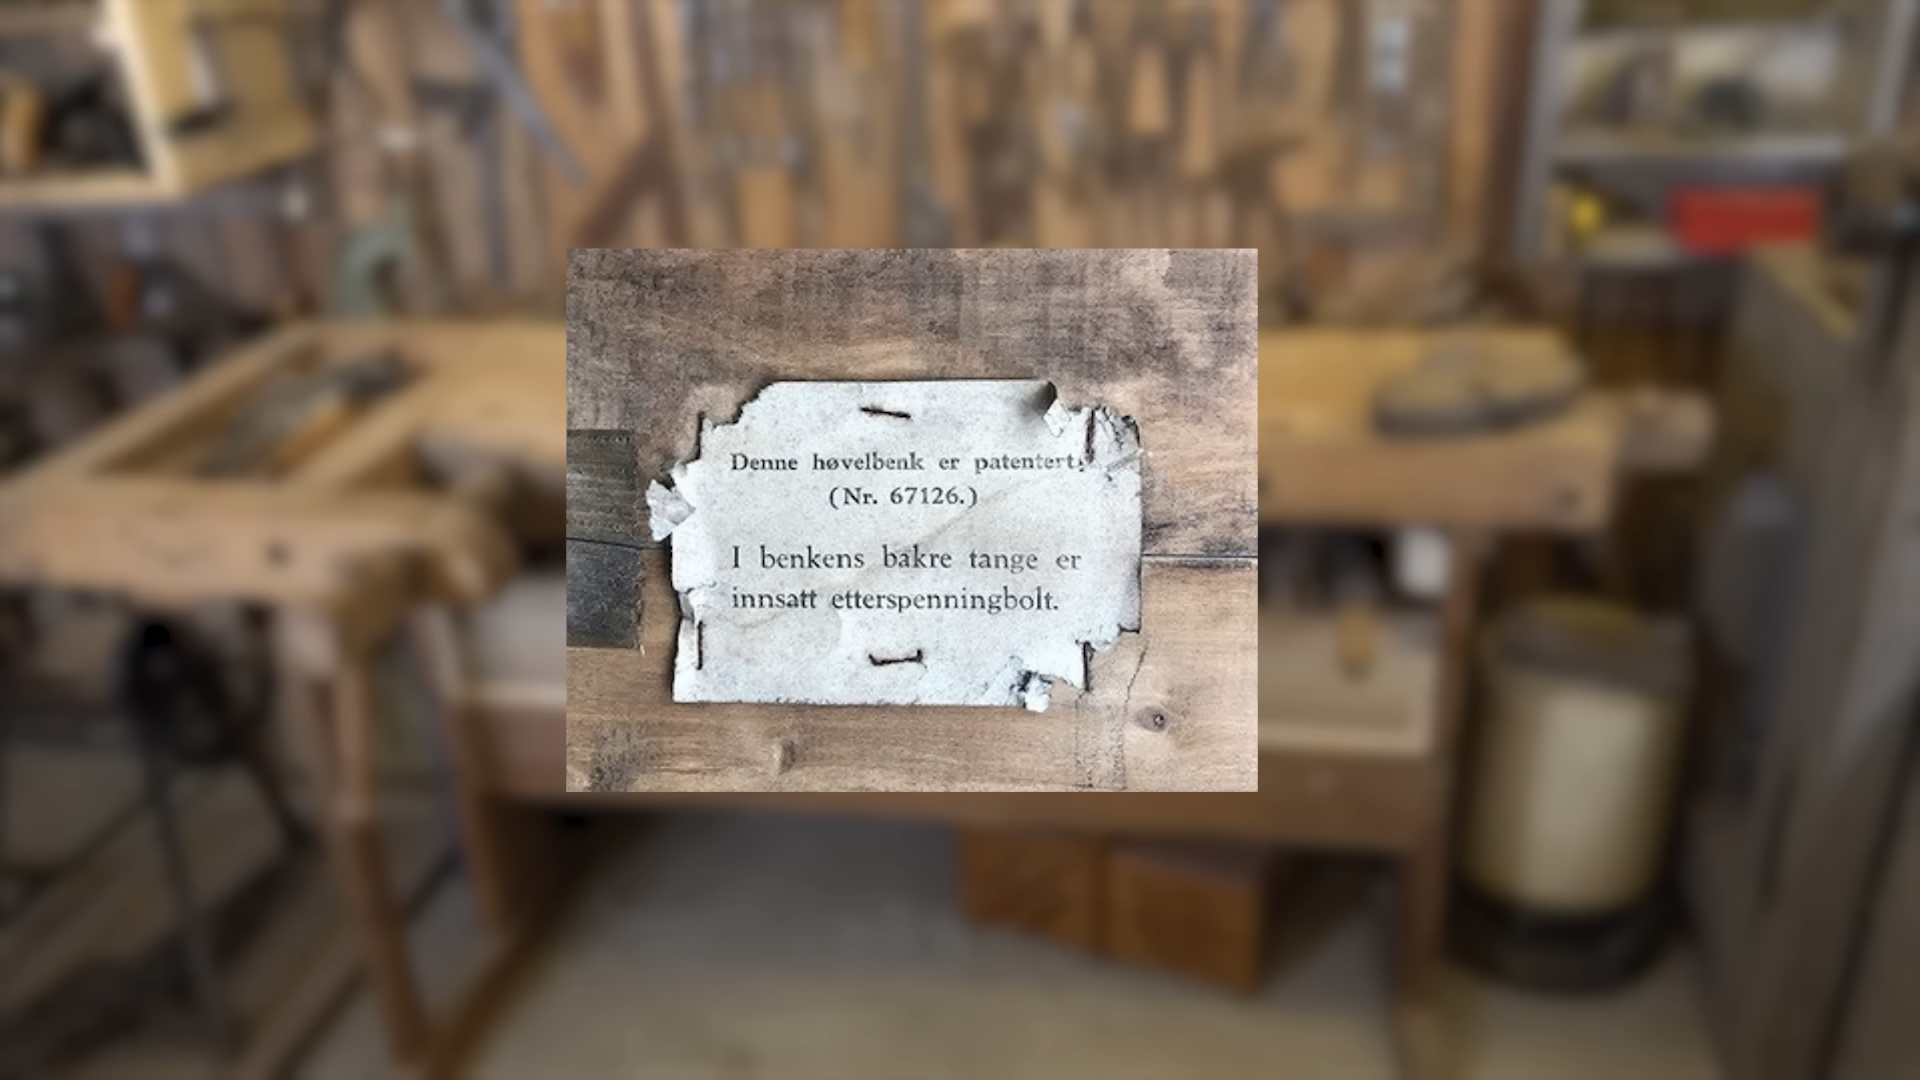 Denne høvelbenk er patentert.
(Nr. 67126.)
I benkens bakre tange er
innsatt etterspenningbolt.